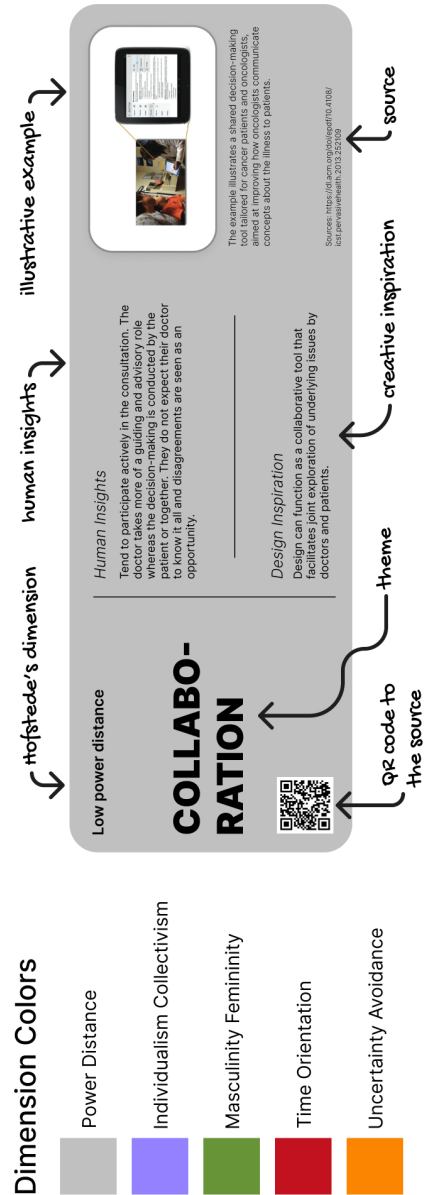 Dimension Colors
Power Distance
Individualism Collectivism
Masculinity Femininity
Time Orientation
Uncertainty Avoidance
Hofstede's dimension
human insights
illustrative example
Low power distance
COLLABO-
RATION
Human Insights
Tend to participate actively in the consultation. The
doctor takes more of a guiding and advisory role
whereas the decision-making is conducted by the
patient or together. They do not expect their doctor
to know it all and disagreements are seen as an
opportunity.
Design Inspiration
Design can function as a collaborative tool that
facilitates joint exploration of underlying issues by
doctors and patients.
The example illustrates a shared decision-making
tool tailored for cancer patients and oncologists,
aimed at improving how oncologists communicate
concepts about the illness to patients.
Sources: https://dl.acm.org/doi/epdf/10.4108/
icst.pervasivehealth.2013.252109
QR code to
the source
theme
creative inspiration
source